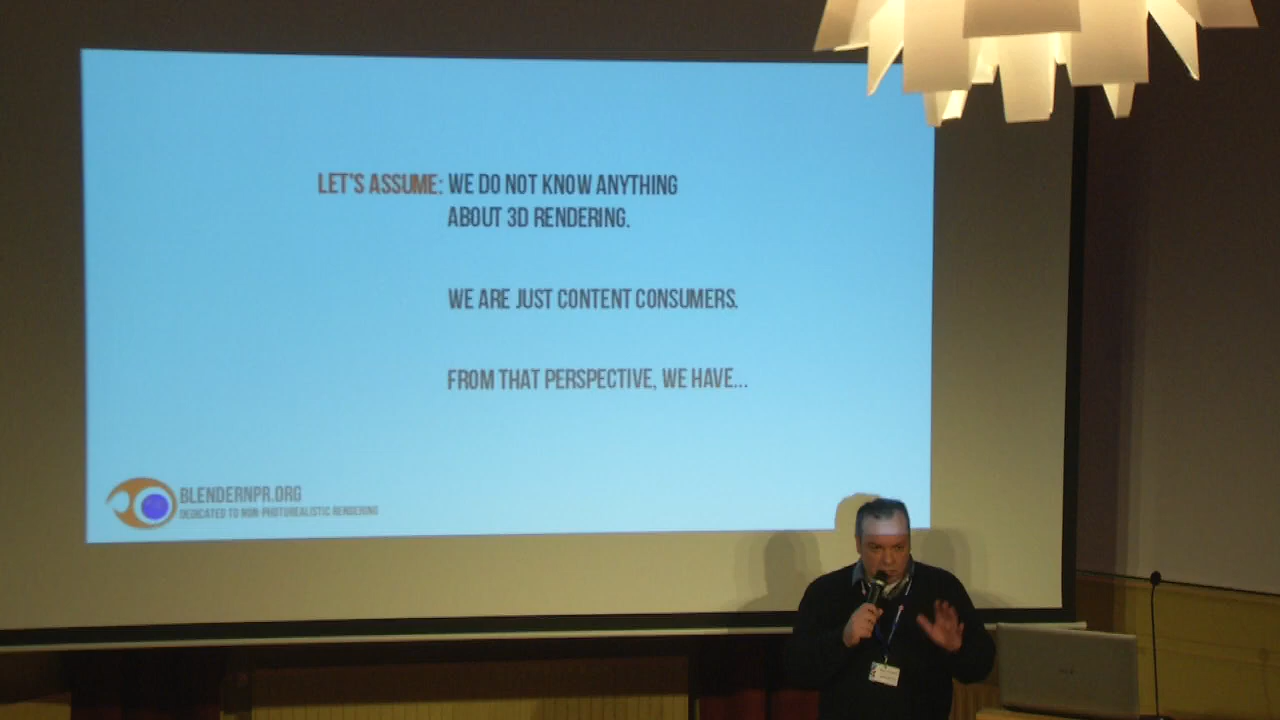 LET'S ASSUME: WE DO NOT KNOW ANYTHING
ABOUT 3D RENDERING.
WE ARE JUST CONTENT CONSUMERS.
FROM THAT PERSPECTIVE, WE HAVE...
BLENDERNPR.ORG
DEDICATED TO NON-PHOTOREALISTIC RENDERING